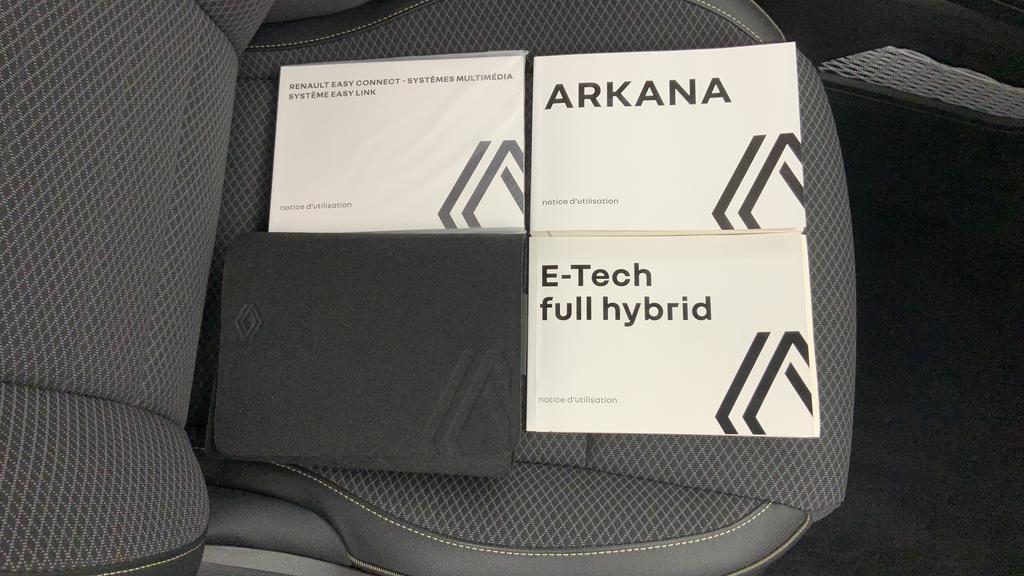 RENAULT EASY CONNECT - SYSTÈMES MULTIMÉDIA
SYSTÈME EASY LINK
notice d'utilisation
ARKANA
notice d'utilisation
E-Tech
full hybrid
notice d'utilisation